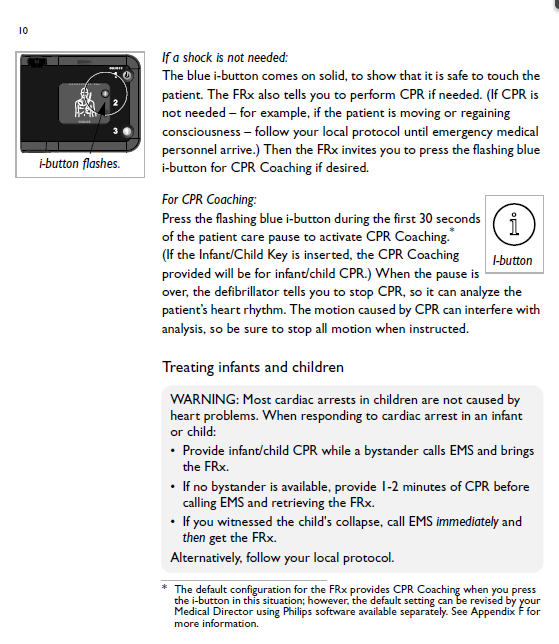 10
If a shock is not needed:
The blue i-button comes on solid, to show that it is safe to touch the
patient. The FRx also tells you to perform CPR if needed. (If CPR is
not needed – for example, if the patient is moving or regaining
consciousness – follow your local protocol until emergency medical
personnel arrive.) Then the FRx invites you to press the flashing blue
i-button for CPR Coaching if desired.
1
2
3
i-button flashes.
For CPR Coaching:
Press the flashing blue i-button during the first 30 seconds
of the patient care pause to activate CPR Coaching.*
(If the Infant/Child Key is inserted, the CPR Coaching
provided will be for infant/child CPR.) When the pause is
over, the defibrillator tells you to stop CPR, so it can analyze the
patient's heart rhythm. The motion caused by CPR can interfere with
analysis, so be sure to stop all motion when instructed.
i
I-button
Treating infants and children
WARNING: Most cardiac arrests in children are not caused by
heart problems. When responding to cardiac arrest in an infant
or child:
• Provide infant/child CPR while a bystander calls EMS and brings
the FRx.
• If no bystander is available, provide 1-2 minutes of CPR before
calling EMS and retrieving the FRx.
• If you witnessed the child's collapse, call EMS immediately and
then get the FRx.
Alternatively, follow your local protocol.
* The default configuration for the FRx provides CPR Coaching when you press
the i-button in this situation; however, the default setting can be revised by your
Medical Director using Philips software available separately. See Appendix F for
more information.